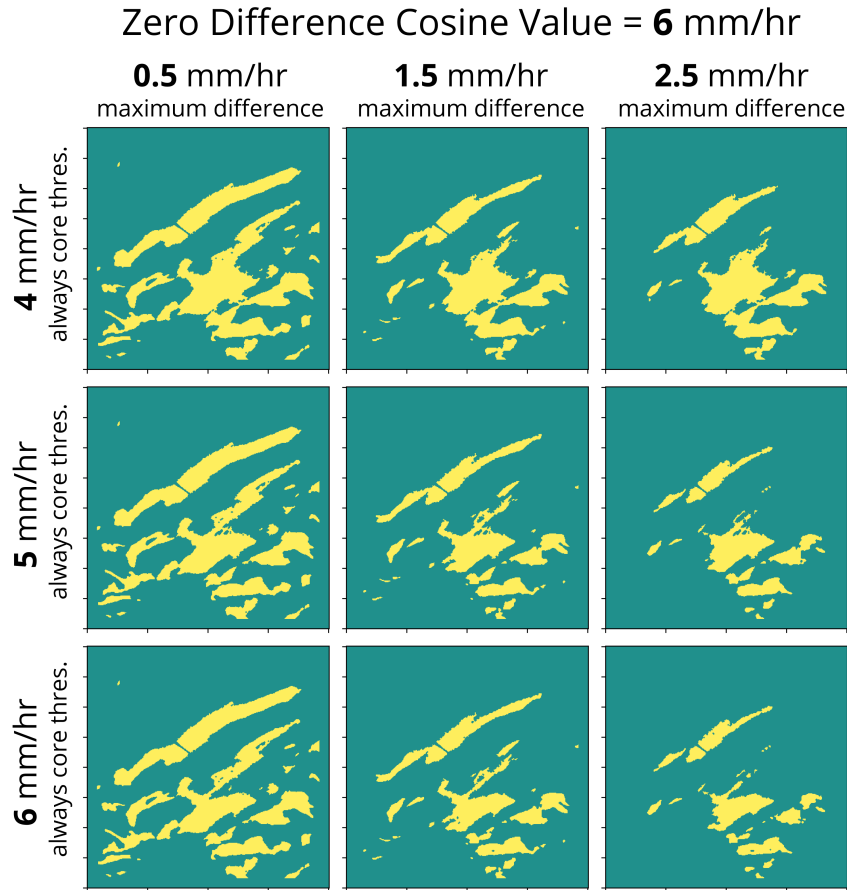 Zero Difference Cosine Value = 6 mm/hr
0.5 mm/hr
maximum difference
1.5 mm/hr
maximum difference
2.5 mm/hr
maximum difference
4 mm/hr
always core thres.
5 mm/hr
always core thres.
6 mm/hr
always core thres.